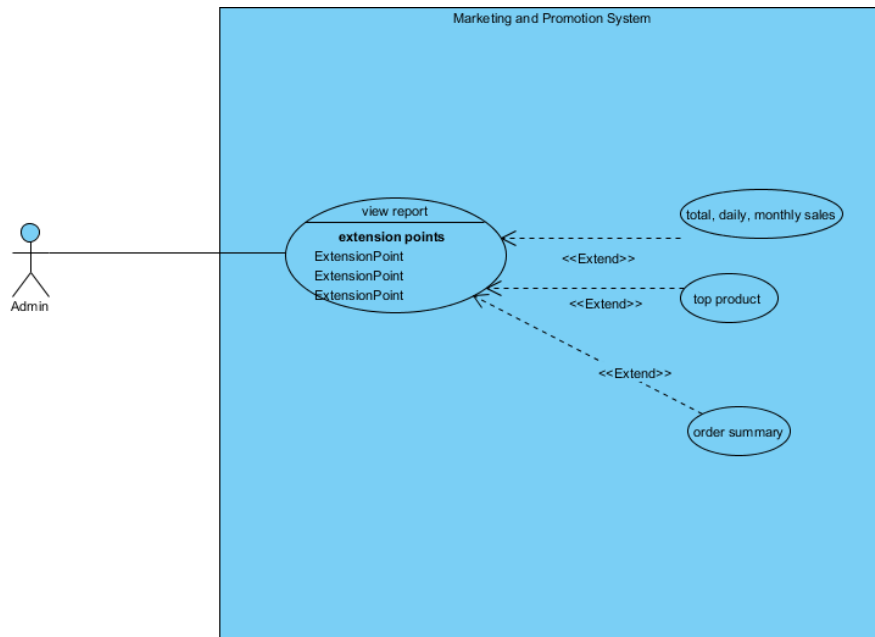 Marketing and Promotion System
view report
extension points
ExtensionPoint
ExtensionPoint
ExtensionPoint
total, daily, monthly sales
<<Extend>>
top product
<<Extend>>
Admin
<<Extend>>
order summary